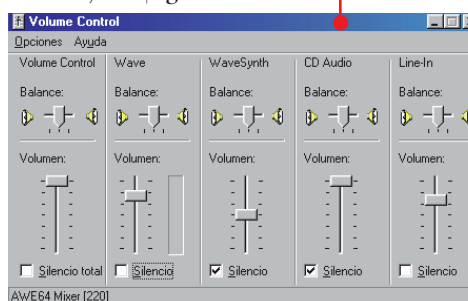 Volume Control
Opciones Ayuda
Volume Control Wave WaveSynth CD Audio Line-In
Balance: Balance: Balance: Balance: Balance:
Volumen: Volumen: Volumen: Volumen: Volumen:
Silencio total Silencio Silencio Silencio Silencio
AWE64 Mixer [220]